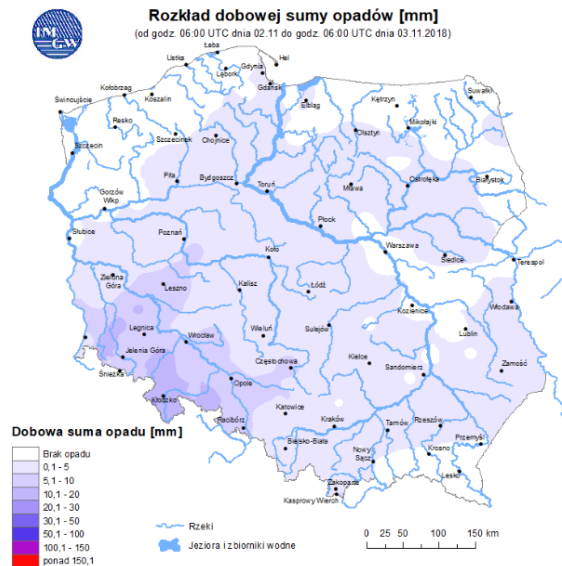 IM
GW
Rozkład dobowej sumy opadów [mm]
(od godz. 06:00 UTC dnia 02.11 do godz. 06:00 UTC dnia 03.11.2018)
Łeba
Ustka
Lębork
Gdynia
Hel
Gdańsk
Kołobrzeg
Koszalin
Elbląg
Kętrzyn
Suwałki
Świnoujście
Resko
Szczecinek
Chojnice
Olsztyn
Mikołajki
Szczecin
Piła
Bydgoszcz
Toruń
Mława
Ostrołęka
Białystok
Gorzów
Wlkp.
Słubice
Poznań
Płock
Warszawa
Koło
Siedlce
Terespol
Zielona
Góra
Leszno
Kalisz
Łódź
Kozienice
Włodawa
Legnica
Wrocław
Wieluń
Sulejów
Lublin
Jelenia Góra
Śnieżka
Częstochowa
Kielce
Sandomierz
Zamość
Opole
Kłodzko
Racibórz
Katowice
Kraków
Tarnów
Rzeszów
Przemyśl
Bielsko-Biała
Nowy
Sącz
Krosno
Lesko
Zakopane
Kasprowy Wierch
Dobowa suma opadu [mm]
Brak opadu
0,1 - 5
5,1 - 10
10,1 - 20
20,1 - 30
30,1 - 50
50,1 - 100
100,1 - 150
ponad 150,1
Rzeki
Jeziora i zbiorniki wodne
0 25 50 100 150 km